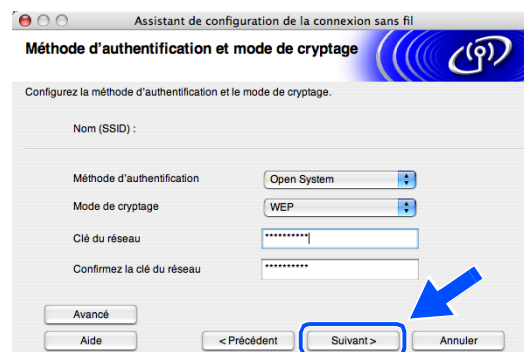 Assistant de configuration de la connexion sans fil
Méthode d'authentification et mode de cryptage
Configurez la méthode d'authentification et le mode de cryptage.
Nom (SSID) :
Méthode d'authentification Open System
Mode de cryptage WEP
Clé du réseau **********
Confirmez la clé du réseau **********
Avancé
Aide < Précédent Suivant > Annuler